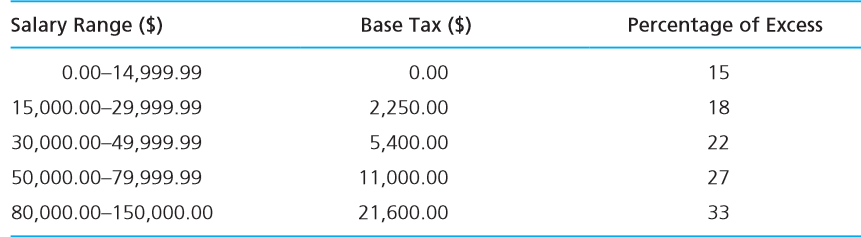 Salary Range ($) Base Tax ($) Percentage of Excess
0.00–14,999.99 0.00 15
15,000.00–29,999.99 2,250.00 18
30,000.00–49,999.99 5,400.00 22
50,000.00–79,999.99 11,000.00 27
80,000.00–150,000.00 21,600.00 33